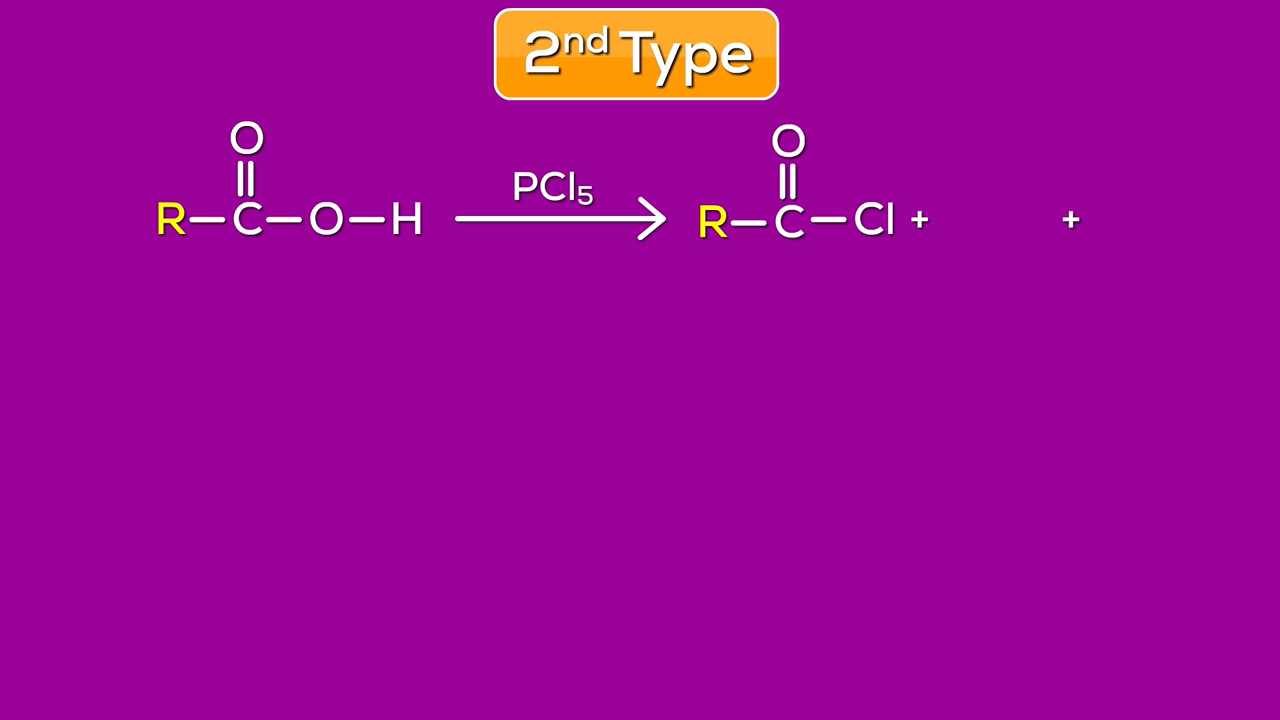 2nd Type
O O
|| PCl5 ||
R—C—O—H ⟶ R—C—Cl + +